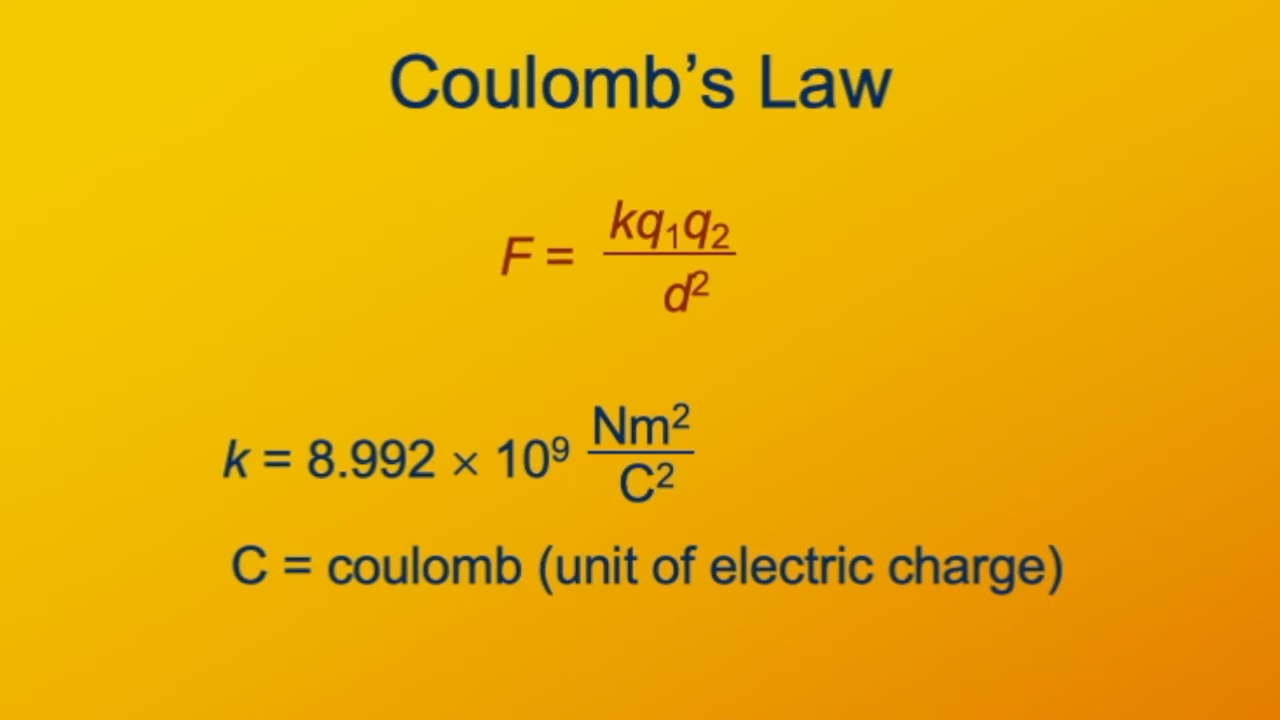 Coulomb’s Law
F = kq₁q₂ / d²
k = 8.992 × 10⁹ Nm² / C²
C = coulomb (unit of electric charge)